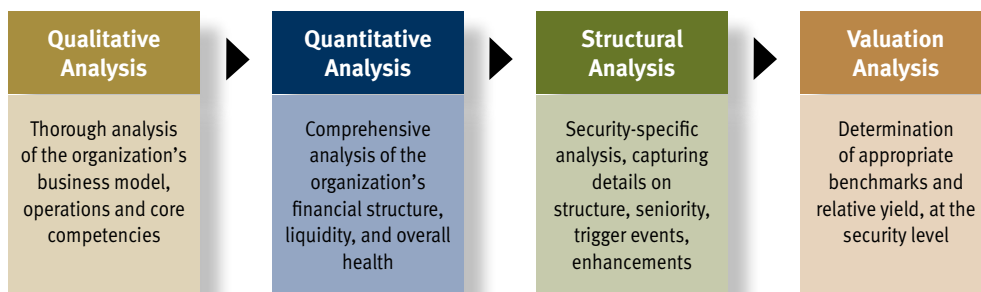 Qualitative
Analysis
Thorough analysis
of the organization's
business model,
operations and core
competencies
Quantitative
Analysis
Comprehensive
analysis of the
organization's
financial structure,
liquidity, and overall
health
Structural
Analysis
Security-specific
analysis, capturing
details on
structure, seniority,
trigger events,
enhancements
Valuation
Analysis
Determination
of appropriate
benchmarks and
relative yield, at the
security level